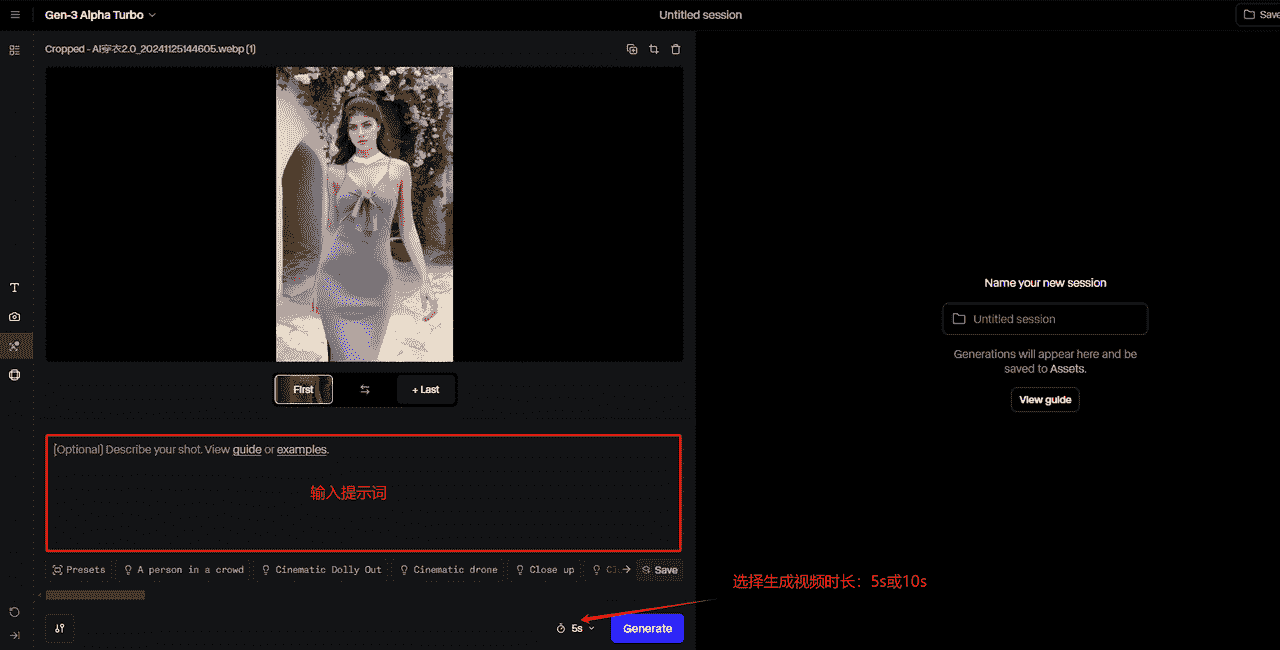 Gen-3 Alpha Turbo
Untitled session
Save
Cropped - AI穿衣2.0_20241125144605.webp (1)
First
+ Last
[Optional] Describe your shot. View guide or examples.
输入提示词
Name your new session
Untitled session
Generations will appear here and be
saved to Assets.
View guide
Presets
A person in a crowd
Cinematic Dolly Out
Cinematic drone
Close up
Ci
Save
选择生成视频时长：5s或10s
5s
Generate